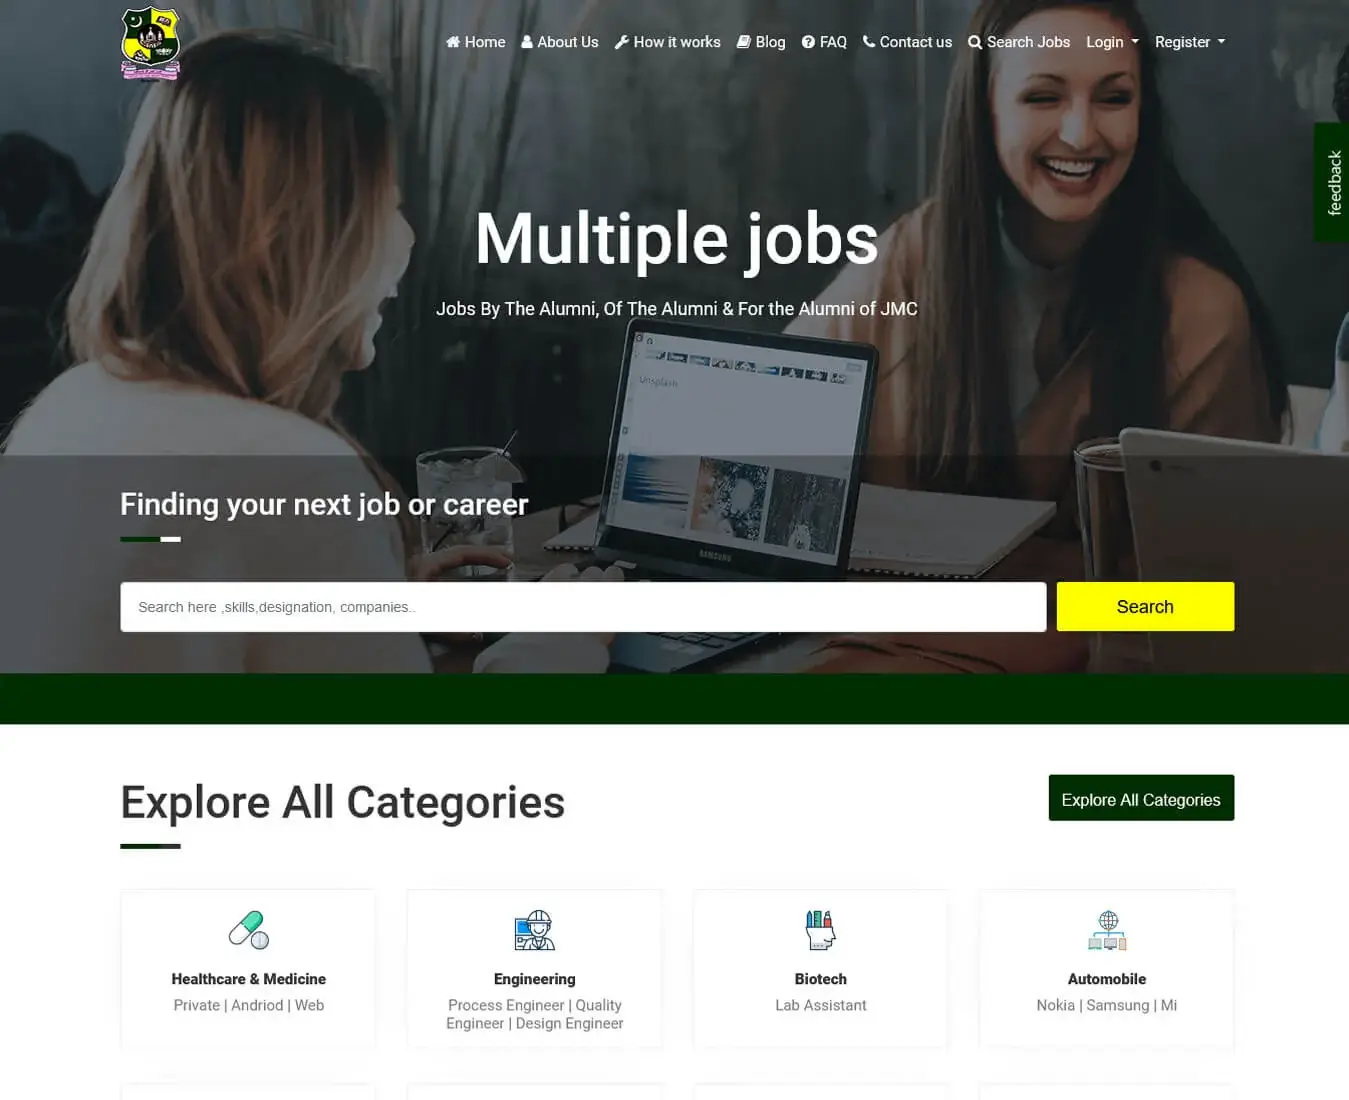 Home About Us How it works Blog FAQ Contact us Search Jobs Login Register
feedback
Multiple jobs
Jobs By The Alumni, Of The Alumni & For the Alumni of JMC
Unsplash
SAMSUNG
Finding your next job or career
Search here ,skills,designation, companies..
Search
Explore All Categories
Explore All Categories
Healthcare & Medicine
Private | Andriod | Web
Engineering
Process Engineer | Quality
Engineer | Design Engineer
Biotech
Lab Assistant
Automobile
Nokia | Samsung | Mi